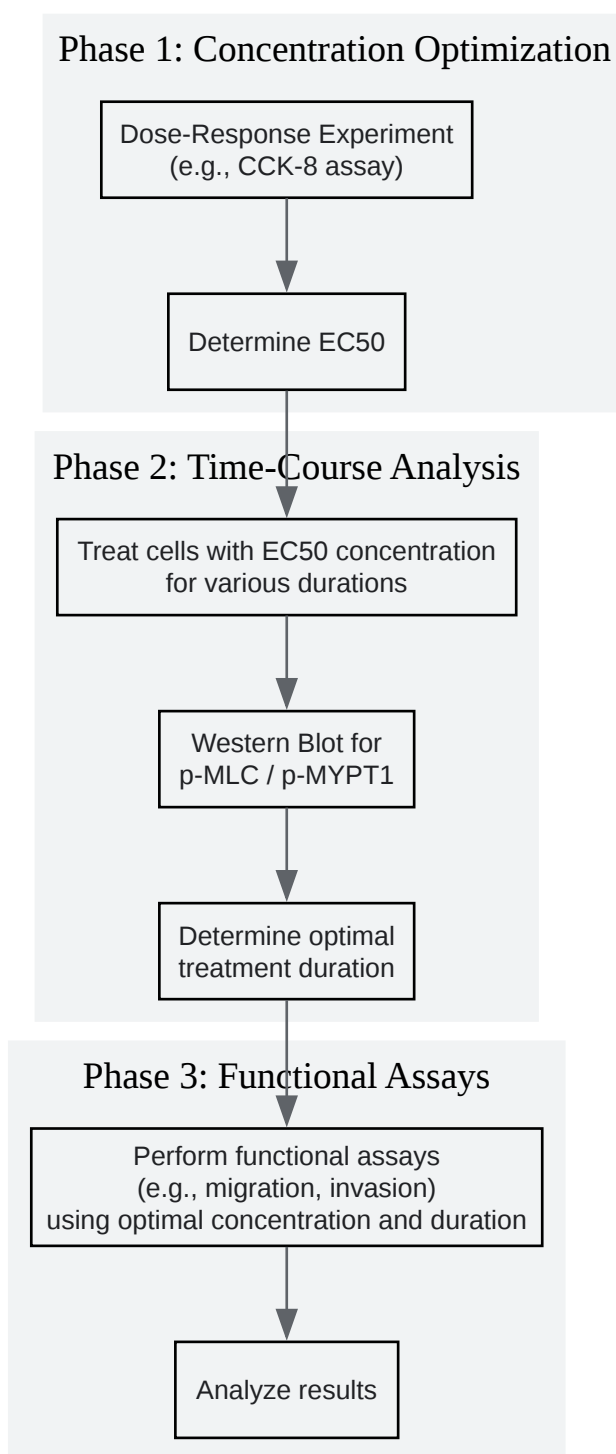 Phase 1: Concentration Optimization
Dose-Response Experiment
(e.g., CCK-8 assay)
Determine EC50
Phase 2: Time-Course Analysis
Treat cells with EC50 concentration
for various durations
Western Blot for
p-MLC / p-MYPT1
Determine optimal
treatment duration
Phase 3: Functional Assays
Perform functional assays
(e.g., migration, invasion)
using optimal concentration and duration
Analyze results